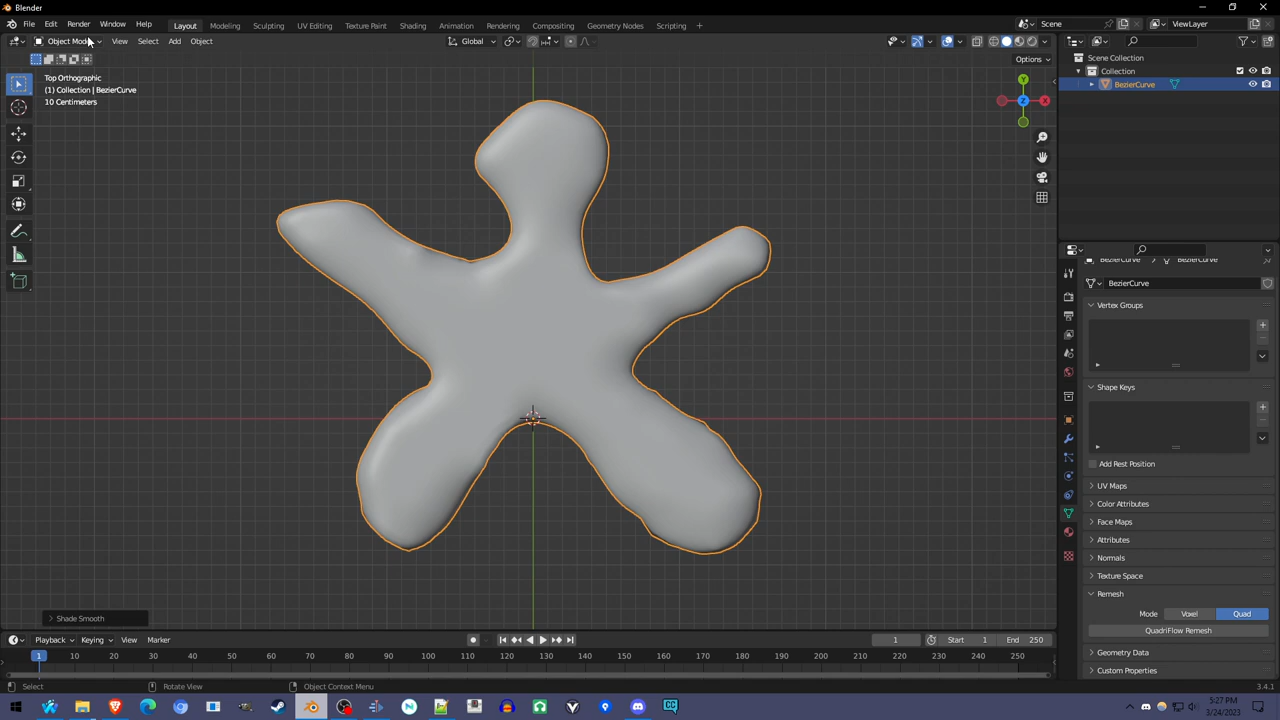 Blender
File Edit Render Window Help
Layout Modeling Sculpting UV Editing Texture Paint Shading Animation Rendering Compositing Geometry Nodes Scripting +
Scene
ViewLayer
Object Mode View Select Add Object
Global
Options
Top Orthographic
(1) Collection | BezierCurve
10 Centimeters
Y
Z
X
Scene Collection
Collection
BezierCurve
BezierCurve BezierCurve
BezierCurve
Vertex Groups
Shape Keys
Add Rest Position
UV Maps
Color Attributes
Face Maps
Attributes
Normals
Texture Space
Remesh
Mode Voxel Quad
QuadriFlow Remesh
Geometry Data
Custom Properties
Shade Smooth
Playback Keying View Marker
1
Start 1 End 250
1 10 20 30 40 50 60 70 80 90 100 110 120 130 140 150 160 170 180 190 200 210 220 230 240 250
Select Rotate View Object Context Menu
3.4.1
CC
5:27 PM
3/24/2023